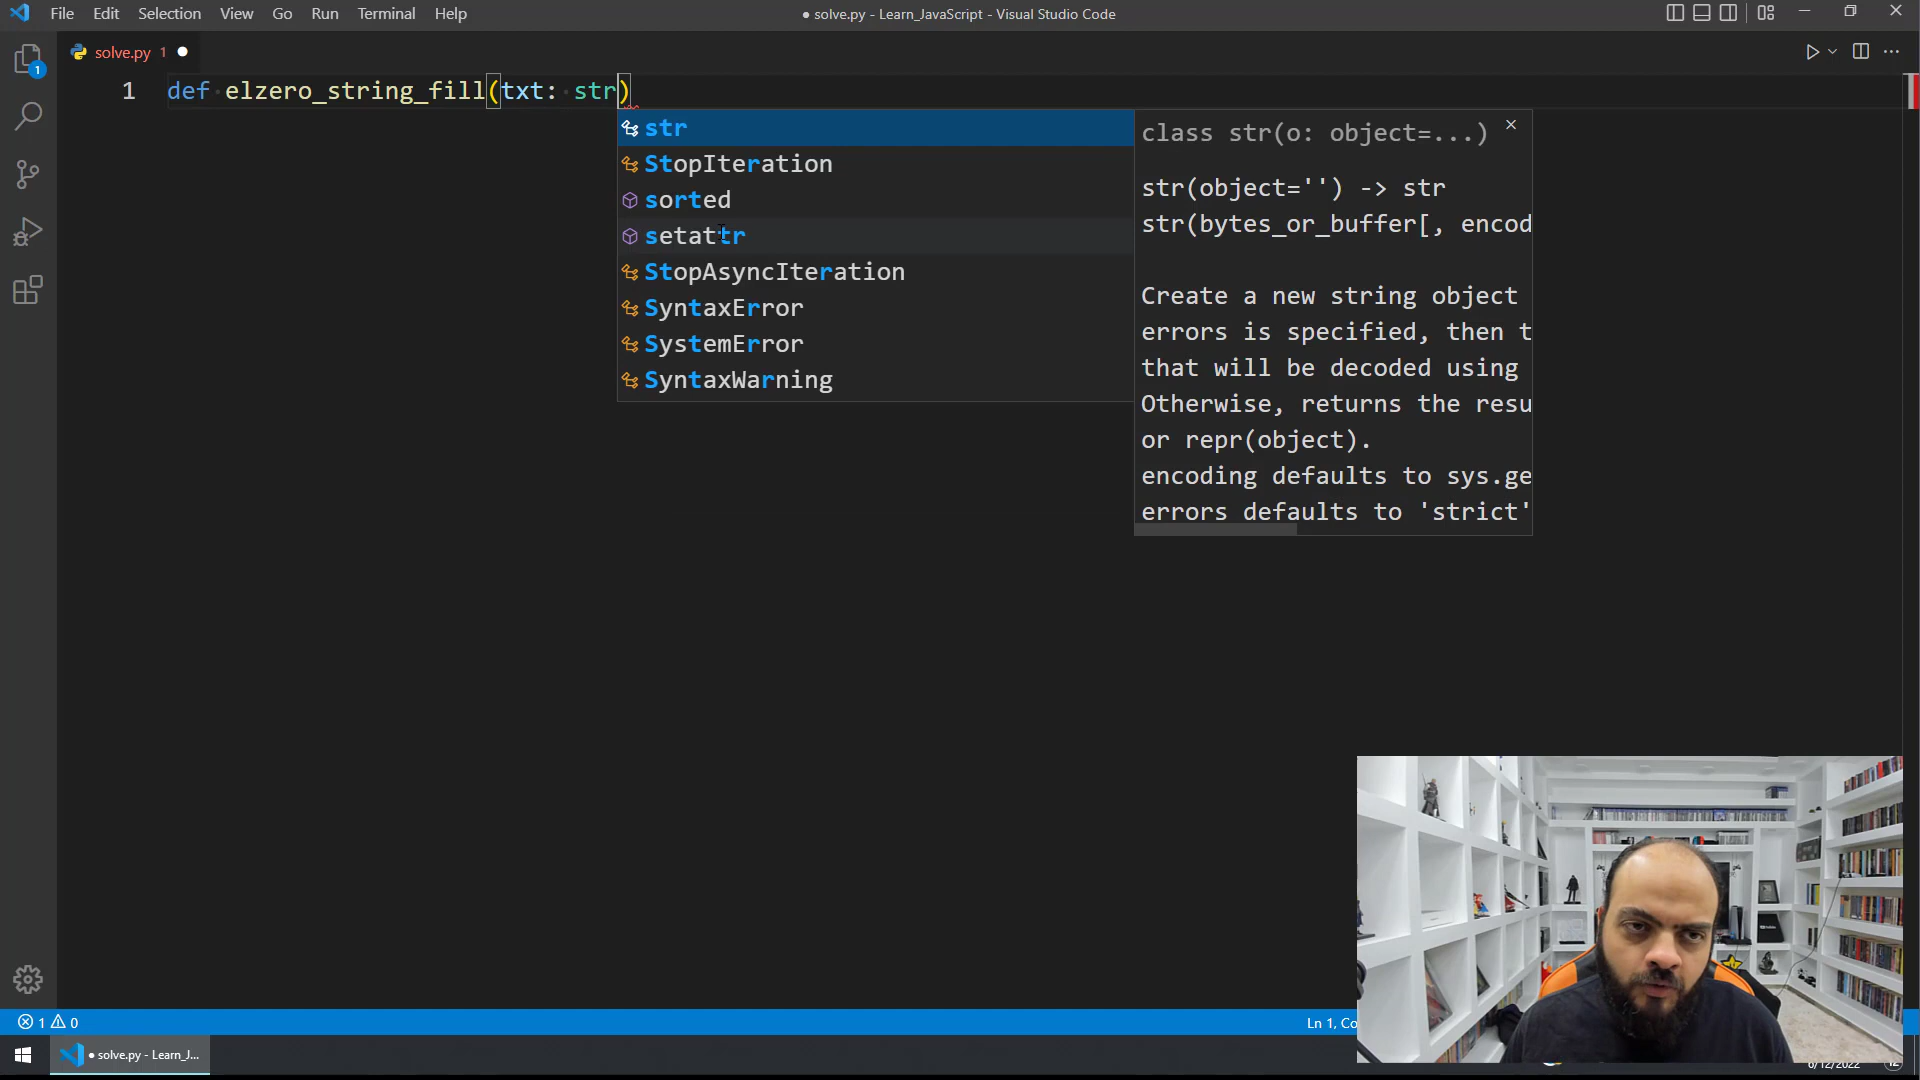 File Edit Selection View Go Run Terminal Help
● solve.py - Learn_JavaScript - Visual Studio Code
solve.py 1 ●
1 def elzero_string_fill(txt: str)
str
StopIteration
sorted
setattr
StopAsyncIteration
SyntaxError
SystemError
SyntaxWarning
class str(o: object=...)
str(object='') -> str
str(bytes_or_buffer[, encod
Create a new string object
errors is specified, then t
that will be decoded using
Otherwise, returns the resu
or repr(object).
encoding defaults to sys.ge
errors defaults to 'strict'
1
1 0
Ln 1, Co
● solve.py - Learn_J...
6/12/2022